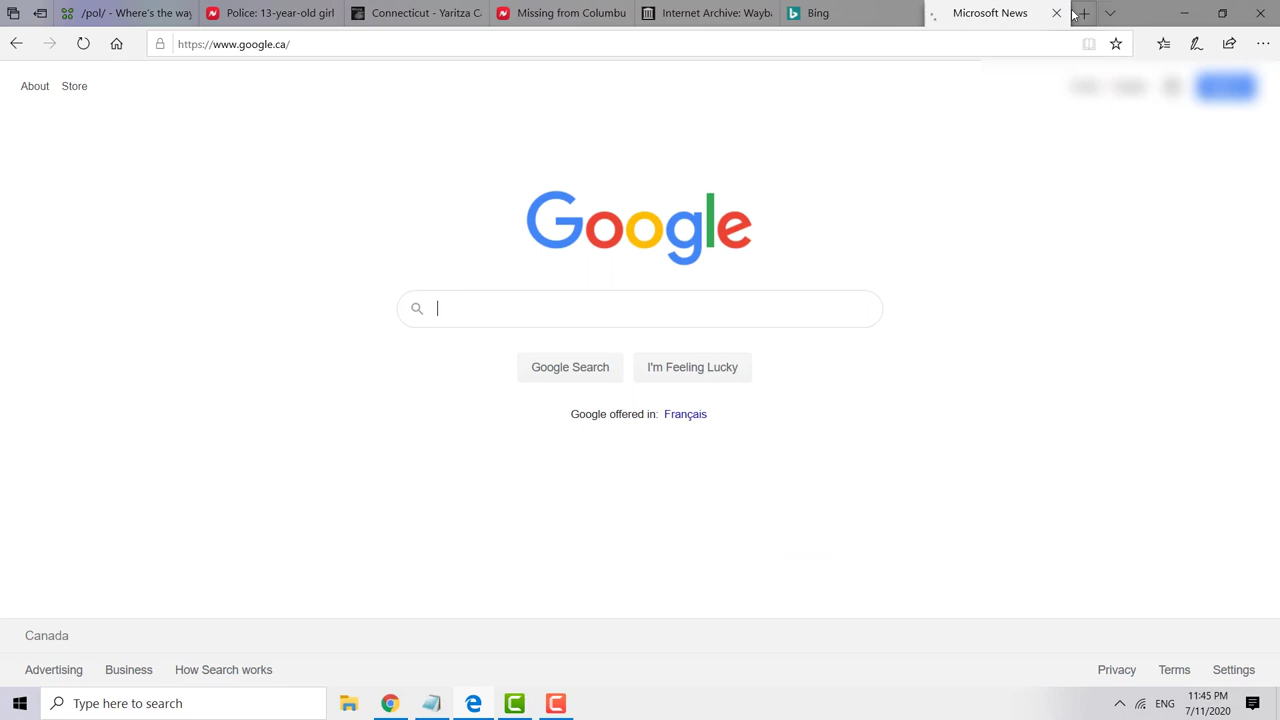 /pol/ - Where's the way
Police: 13-year-old girl
Connecticut - Yaritza C
Missing from Columbu
Internet Archive: Wayba
Bing
Microsoft News
https://www.google.ca/
About Store
Google
Google Search I'm Feeling Lucky
Google offered in: Français
Canada
Advertising Business How Search works Privacy Terms Settings
Type here to search
ENG
11:45 PM
7/11/2020